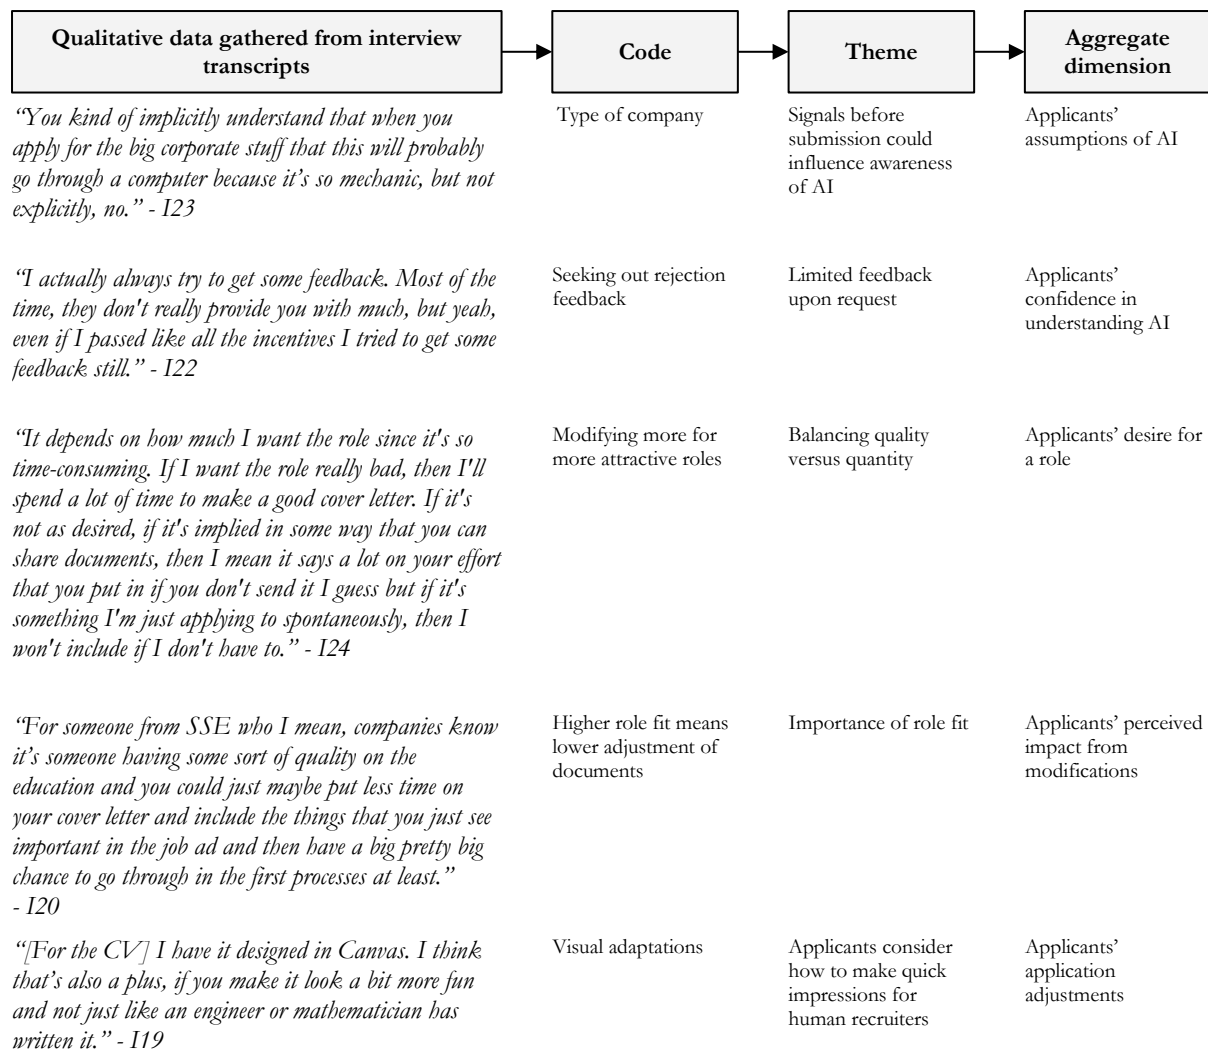 Qualitative data gathered from interview
transcripts
Code
Theme
Aggregate
dimension
“You kind of implicitly understand that when you
apply for the big corporate stuff that this will probably
go through a computer because it’s so mechanic, but not
explicitly, no.” - I23
Type of company
Signals before
submission could
influence awareness
of AI
Applicants’
assumptions of AI
“I actually always try to get some feedback. Most of the
time, they don't really provide you with much, but yeah,
even if I passed like all the incentives I tried to get some
feedback still.” - I22
Seeking out rejection
feedback
Limited feedback
upon request
Applicants’
confidence in
understanding AI
“It depends on how much I want the role since it's so
time-consuming. If I want the role really bad, then I'll
spend a lot of time to make a good cover letter. If it's
not as desired, if it's implied in some way that you can
share documents, then I mean it says a lot on your effort
that you put in if you don't send it I guess but if it's
something I'm just applying to spontaneously, then I
won't include if I don't have to.” - I24
Modifying more for
more attractive roles
Balancing quality
versus quantity
Applicants’ desire for
a role
“For someone from SSE who I mean, companies know
it’s someone having some sort of quality on the
education and you could just maybe put less time on
your cover letter and include the things that you just see
important in the job ad and then have a big pretty big
chance to go through in the first processes at least.”
- I20
Higher role fit means
lower adjustment of
documents
Importance of role fit
Applicants’ perceived
impact from
modifications
“[For the CV] I have it designed in Canvas. I think
that’s also a plus, if you make it look a bit more fun
and not just like an engineer or mathematician has
written it.” - I19
Visual adaptations
Applicants consider
how to make quick
impressions for
human recruiters
Applicants’
application
adjustments